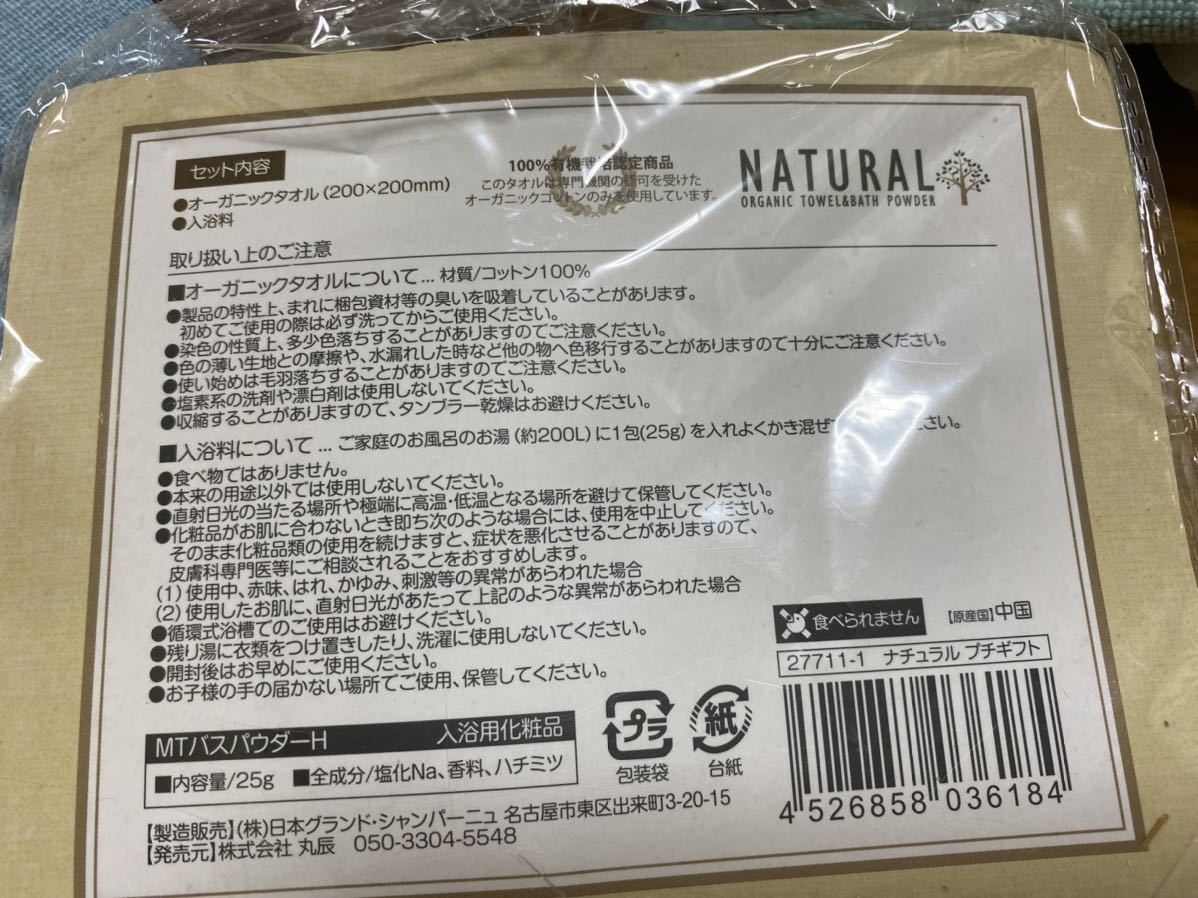 セット内容
●オーガニックタオル(200×200mm)
●入浴料
100%有機栽培認定商品
このタオルは専門機関の認可を受けた
オーガニックコットンのみを使用しています。
NATURAL
ORGANIC TOWEL&BATH POWDER
取り扱い上のご注意
■オーガニックタオルについて…材質/コットン100%
●製品の特性上、まれに梱包資材等の臭いを吸着していることがあります。
初めてご使用の際は必ず洗ってからご使用ください。
●染色の性質上、多少色落ちすることがありますのでご注意ください。
●色の薄い生地との摩擦や、水漏れした時など他の物へ色移行することがありますので十分にご注意ください。
●使い始めは毛羽落ちすることがありますのでご注意ください。
●塩素系の洗剤や漂白剤は使用しないでください。
●収縮することがありますので、タンブラー乾燥はお避けください。
■入浴料について…ご家庭のお風呂のお湯(約200L)に1包(25g)を入れよくかき混ぜ ください。
●食べ物ではありません。
●本来の用途以外では使用しないでください。
●直射日光の当たる場所や極端に高温・低温となる場所を避けて保管してください。
●化粧品がお肌に合わないとき即ち次のような場合には、使用を中止してください。
そのまま化粧品類の使用を続けますと、症状を悪化させることがありますので、
皮膚科専門医等にご相談されることをおすすめします。
(1)使用中、赤味、はれ、かゆみ、刺激等の異常があらわれた場合
(2)使用したお肌に、直射日光があたって上記のような異常があらわれた場合
●循環式浴槽でのご使用はお避けください。
●残り湯に衣類をつけ置きしたり、洗濯に使用しないでください。
●開封後はお早めにご使用ください。
●お子様の手の届かない場所でご使用、保管してください。
食べられません
【原産国】中国
27711-1 ナチュラル プチギフト
MTバスパウダーH 入浴用化粧品
■内容量/25g ■全成分/塩化Na、香料、ハチミツ
プラ
包装袋
紙
台紙
4 526858 036184
【製造販売】(株)日本グランド・シャンパーニュ 名古屋市東区出来町3-20-15
【発売元】株式会社 丸辰 050-3304-5548